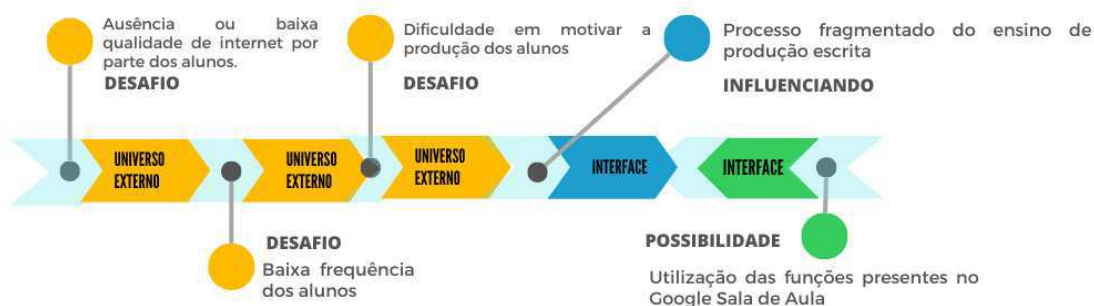 Ausência ou baixa
qualidade de internet por
parte dos alunos.
DESAFIO
Dificuldade em motivar a
produção dos alunos
DESAFIO
Processo fragmentado do ensino de
produção escrita
INFLUENCIANDO
UNIVERSO
EXTERNO
UNIVERSO
EXTERNO
UNIVERSO
EXTERNO
INTERFACE
INTERFACE
DESAFIO
Baixa frequência
dos alunos
POSSIBILIDADE
Utilização das funções presentes no
Google Sala de Aula